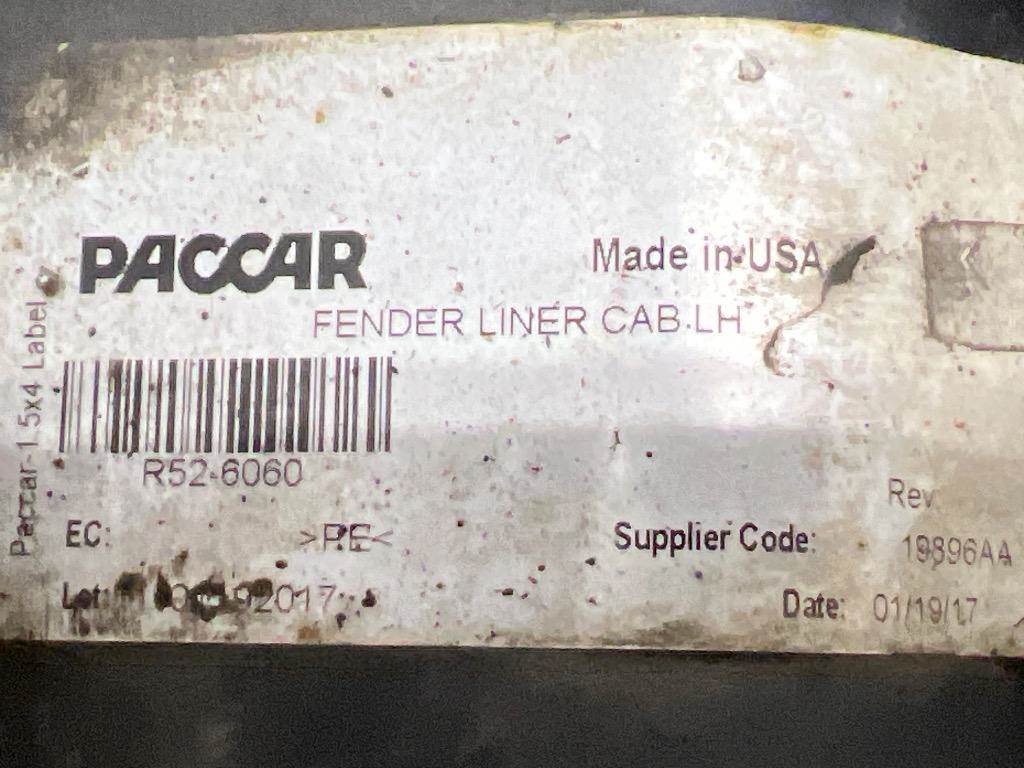 PACCAR
Made in USA
FENDER LINER CAB LH
R52-6060
Rev
EC: >PE<
Supplier Code: 19896AA
Lot:
Date: 01/19/17
Paccar-1.5x4 Label